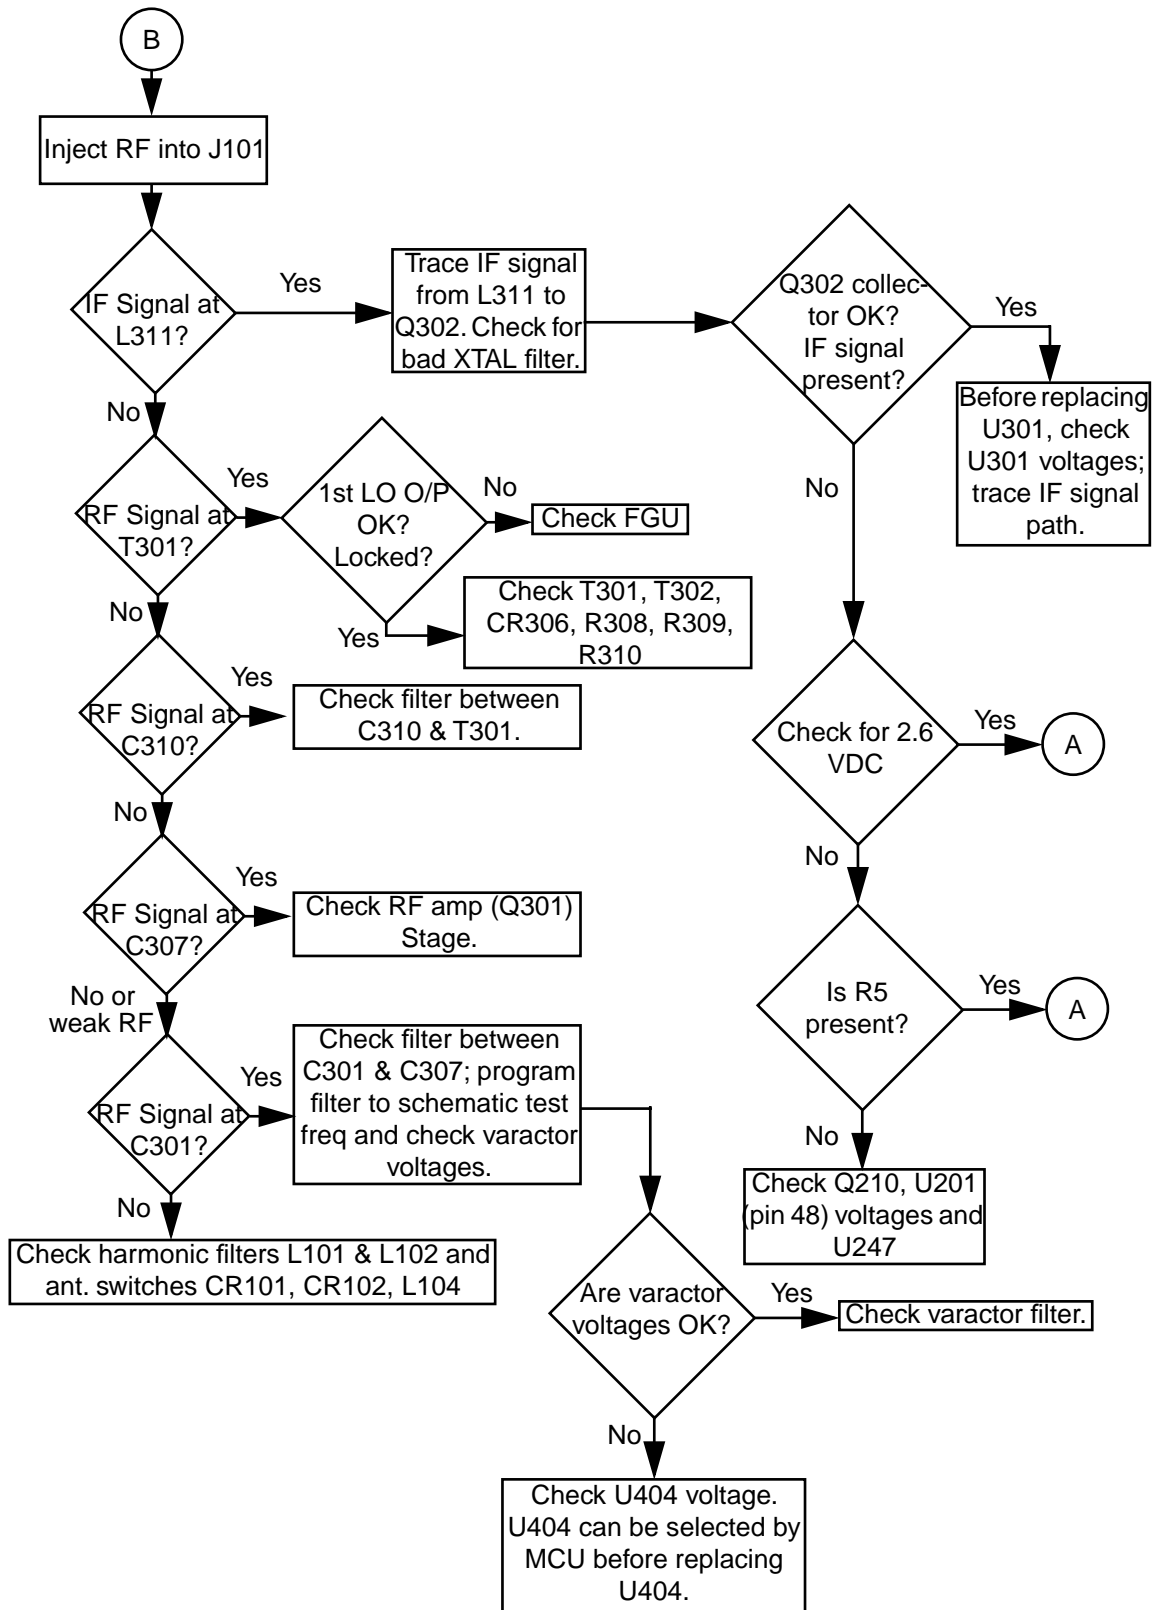 B
Inject RF into J101
IF Signal at
L311?
Yes
Trace IF signal
from L311 to
Q302. Check for
bad XTAL filter.
Q302 collec-
tor OK?
IF signal
present?
Yes
Before replacing
U301, check
U301 voltages;
trace IF signal
path.
No
No
RF Signal at
T301?
Yes
1st LO O/P
OK?
Locked?
No
Check FGU
Yes
Check T301, T302,
CR306, R308, R309,
R310
No
RF Signal at
C310?
Yes
Check filter between
C310 & T301.
Check for 2.6
VDC
Yes
A
No
No
RF Signal at
C307?
Yes
Check RF amp (Q301)
Stage.
Is R5
present?
Yes
A
No or
weak RF
RF Signal at
C301?
Yes
Check filter between
C301 & C307; program
filter to schematic test
freq and check varactor
voltages.
No
Check Q210, U201
(pin 48) voltages and
U247
No
Check harmonic filters L101 & L102 and
ant. switches CR101, CR102, L104
Are varactor
voltages OK?
Yes
Check varactor filter.
No
Check U404 voltage.
U404 can be selected by
MCU before replacing
U404.